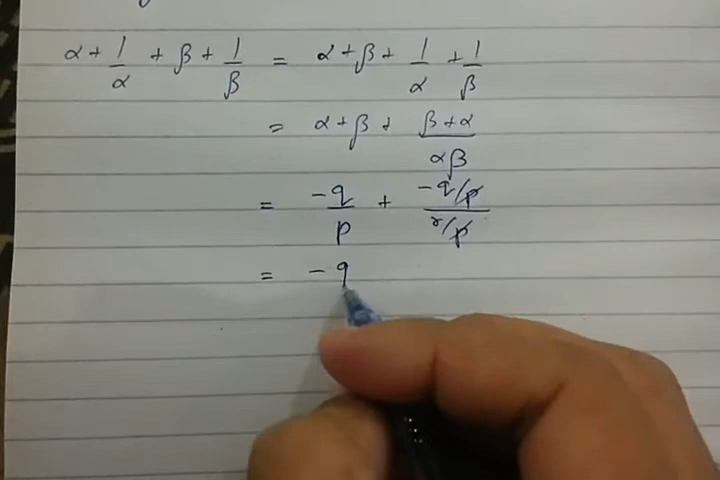 α + 1/α + β + 1/β = α + β + 1/α + 1/β
= α + β + (β + α)/αβ
= -q/p + (-q/p)/(r/p)
= -q